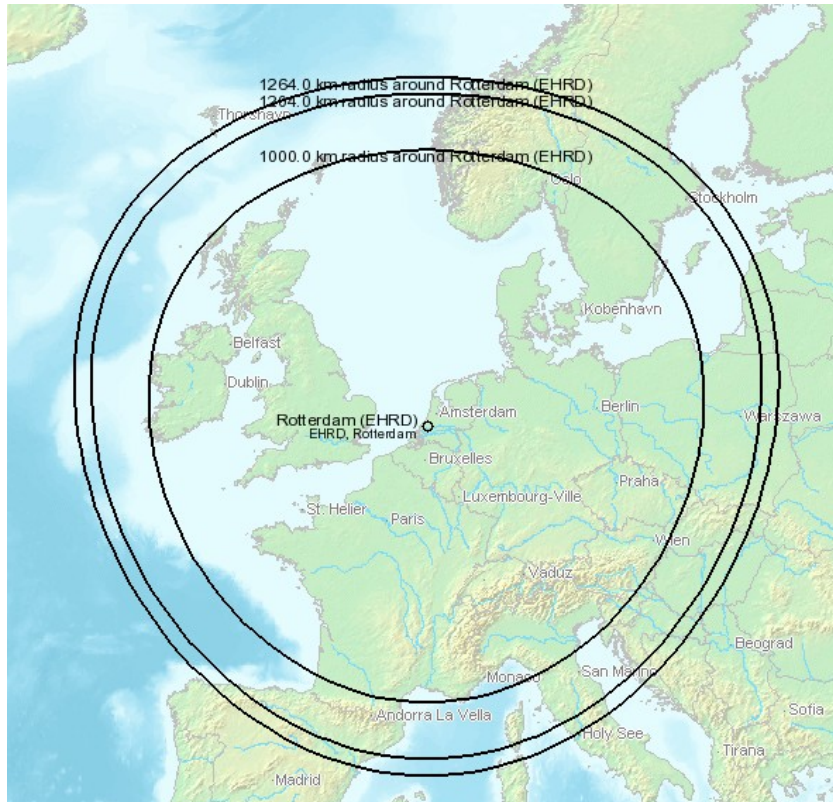 1264.0 km radius around Rotterdam (EHRD)
1204.0 km radius around Rotterdam (EHRD)
Thorshavn
1000.0 km radius around Rotterdam (EHRD)
Oslo
Stockholm
Kobenhavn
Belfast
Dublin
Rotterdam (EHRD)
EHRD, Rotterdam
Amsterdam
Berlin
Warszawa
Bruxelles
Luxembourg-Ville
Praha
St. Helier
Paris
Wien
Vaduz
Beograd
Monaco
San Marino
Andorra La Vella
Sofia
Holy See
Tirana
Madrid